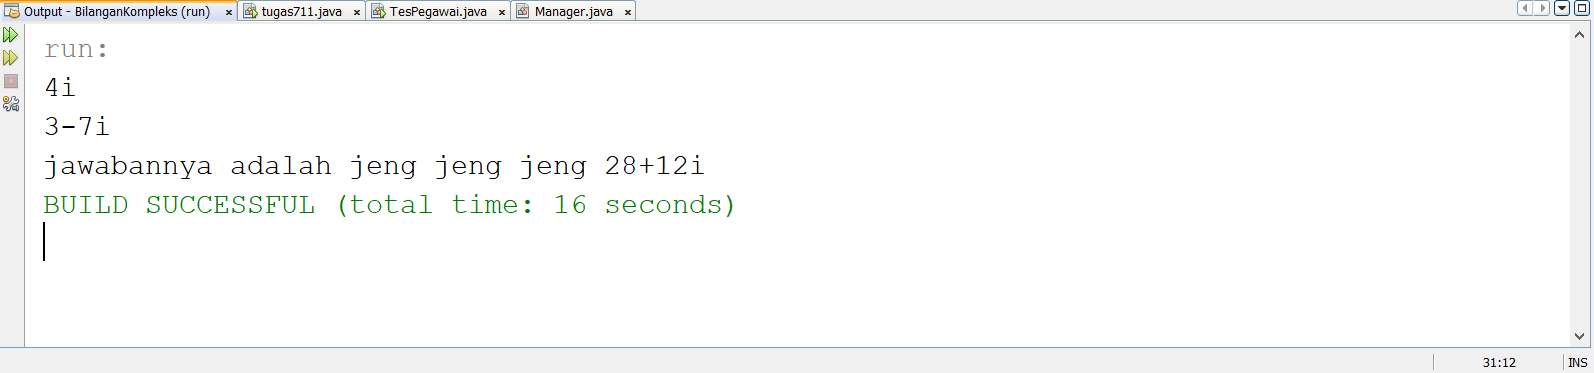 Output - BilanganKompleks (run) × tugas711.java × TesPegawai.java × Manager.java ×
run:
4i
3-7i
jawabannya adalah jeng jeng jeng 28+12i
BUILD SUCCESSFUL (total time: 16 seconds)
31:12 INS